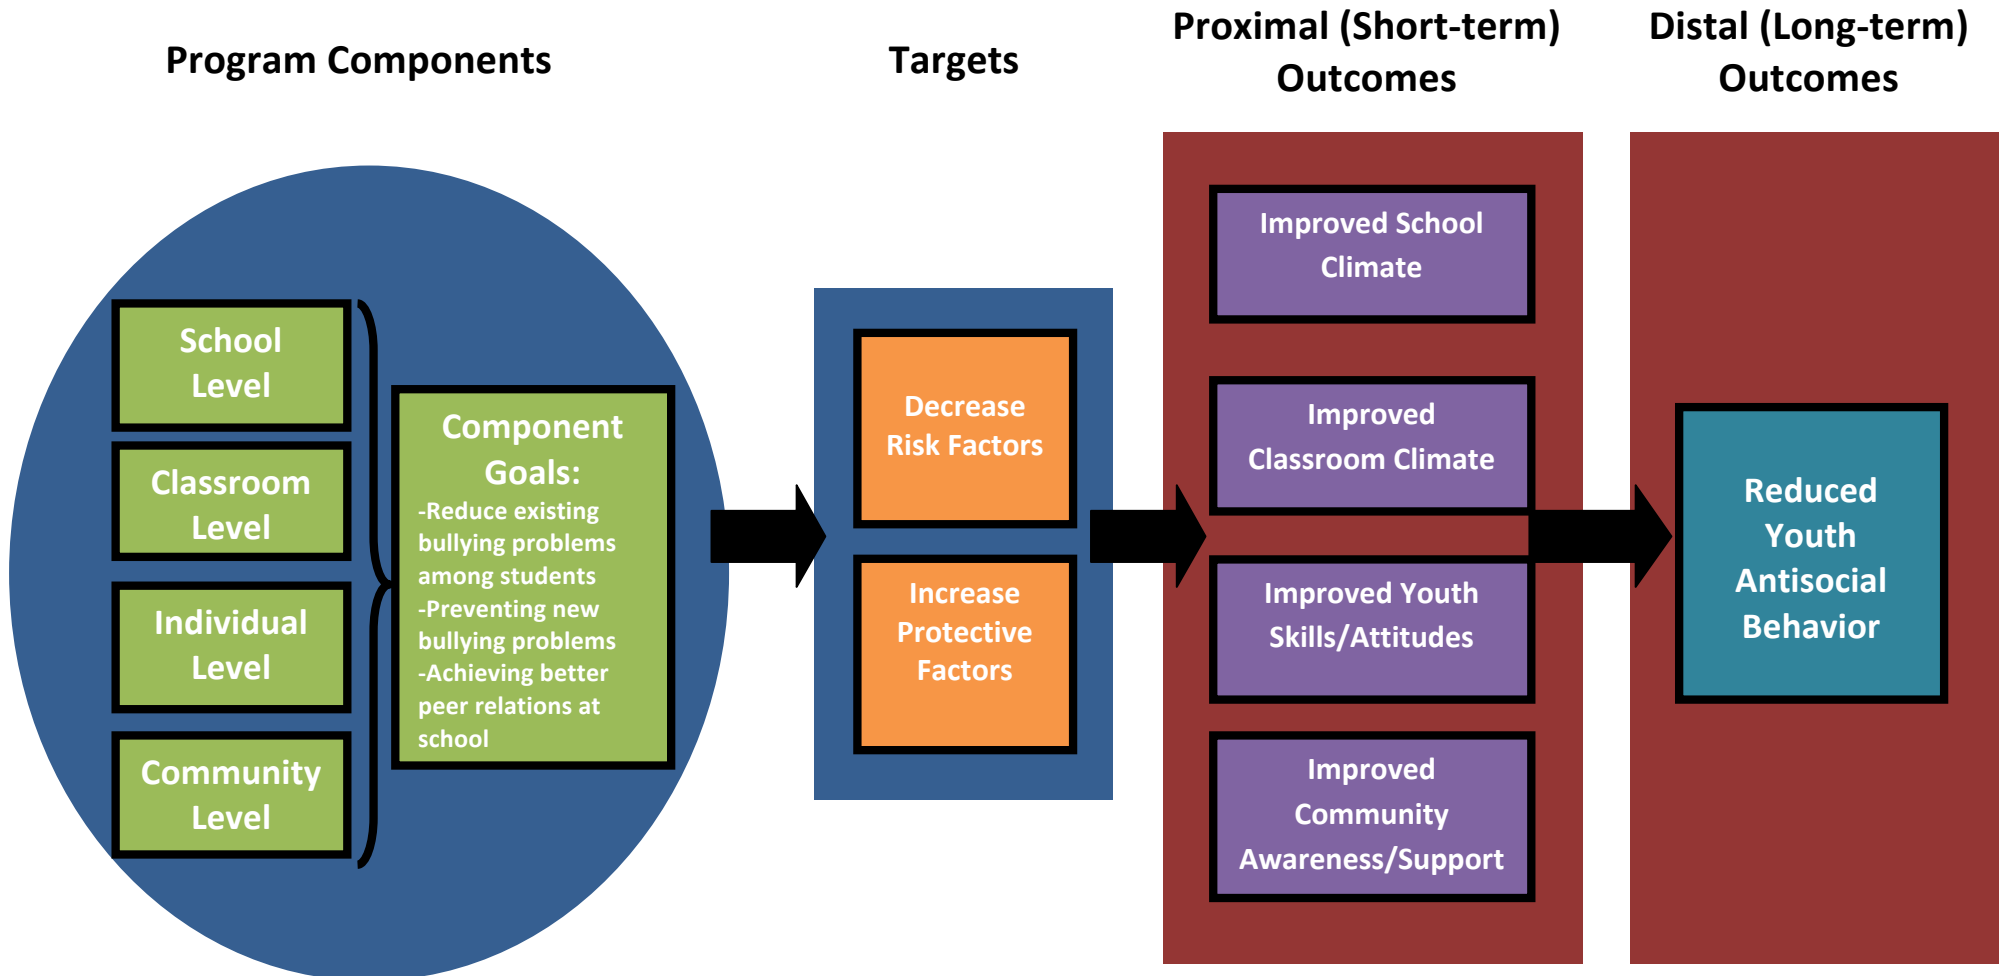 Program Components
Targets
Proximal (Short-term)
Outcomes
Distal (Long-term)
Outcomes
School
Level
Classroom
Level
Individual
Level
Community
Level
Component
Goals:
-Reduce existing
bullying problems
among students
-Preventing new
bullying problems
-Achieving better
peer relations at
school
Decrease
Risk Factors
Increase
Protective
Factors
Improved School
Climate
Improved
Classroom Climate
Improved Youth
Skills/Attitudes
Improved
Community
Awareness/Support
Reduced
Youth
Antisocial
Behavior